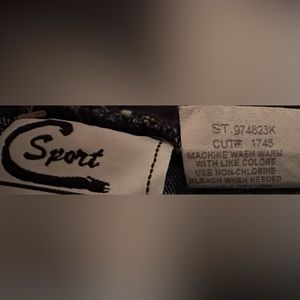 C Sport
ST. 974823K
CUT#: 1745
MACHINE WASH WARM
WITH LIKE COLORS
USE NON-CHLORINE
BLEACH WHEN NEEDED